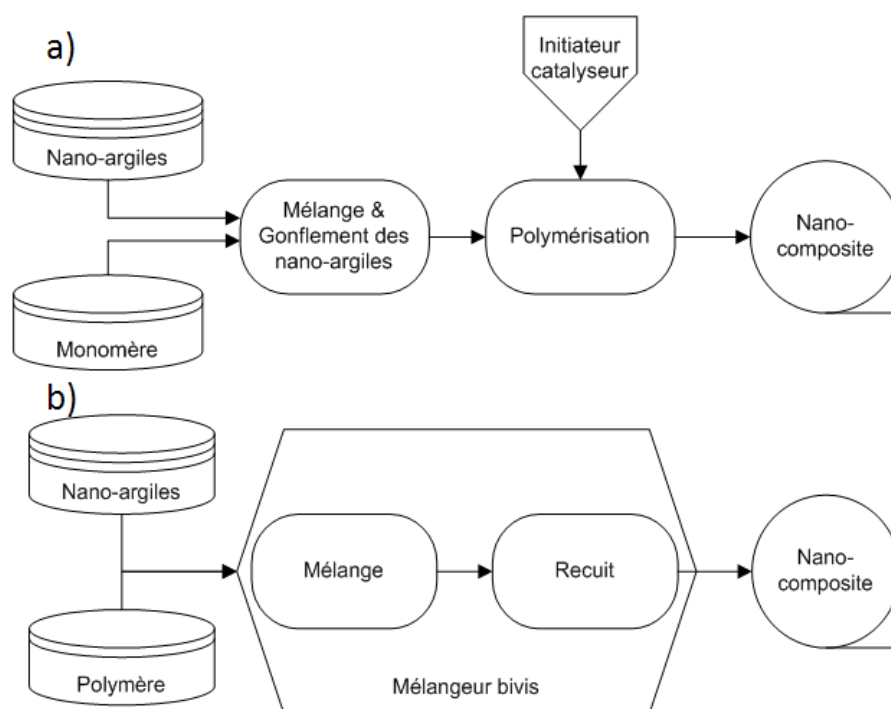 a)
Initiateur
catalyseur
Nano-argiles
Mélange &
Gonflement des
nano-argiles
Polymérisation
Nano-
composite
Monomère
b)
Nano-argiles
Mélange
Recuit
Nano-
composite
Polymère
Mélangeur bivis